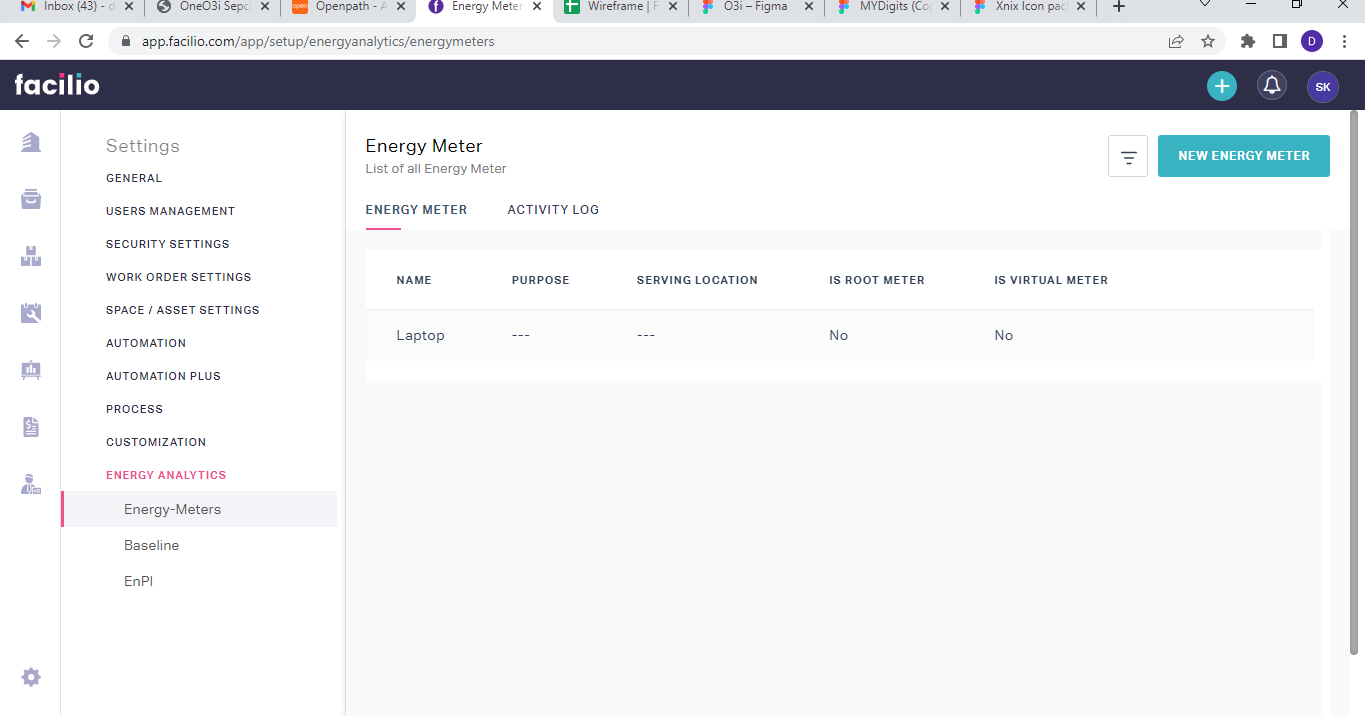 Inbox (43) - d
OneO3i Sepc
Openpath - A
Energy Meter
Wireframe | F
O3i – Figma
MYDigits (Cop
Xnix Icon pac
app.facilio.com/app/setup/energyanalytics/energymeters
D
facilio
SK
Settings
GENERAL
USERS MANAGEMENT
SECURITY SETTINGS
WORK ORDER SETTINGS
SPACE / ASSET SETTINGS
AUTOMATION
AUTOMATION PLUS
PROCESS
CUSTOMIZATION
ENERGY ANALYTICS
Energy-Meters
Baseline
EnPI
Energy Meter
List of all Energy Meter
NEW ENERGY METER
ENERGY METER ACTIVITY LOG
NAME PURPOSE SERVING LOCATION IS ROOT METER IS VIRTUAL METER
Laptop --- --- No No